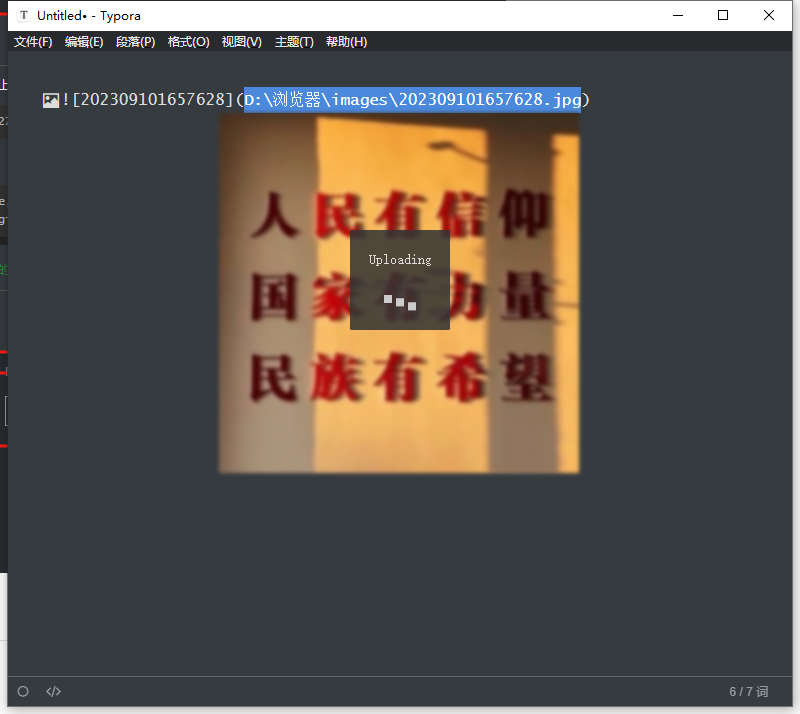 Untitled• - Typora
文件(F) 编辑(E) 段落(P) 格式(O) 视图(V) 主题(T) 帮助(H)
![202309101657628](D:\浏览器\images\202309101657628.jpg)
人民有信仰
Uploading
国家有力量
民族有希望
6 / 7 词